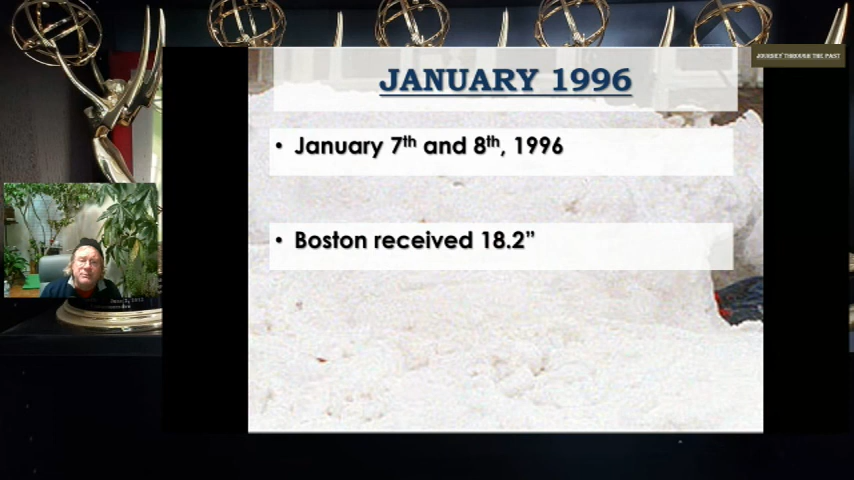 JOURNEY THROUGH THE PAST
JANUARY 1996
• January 7th and 8th, 1996
• Boston received 18.2”